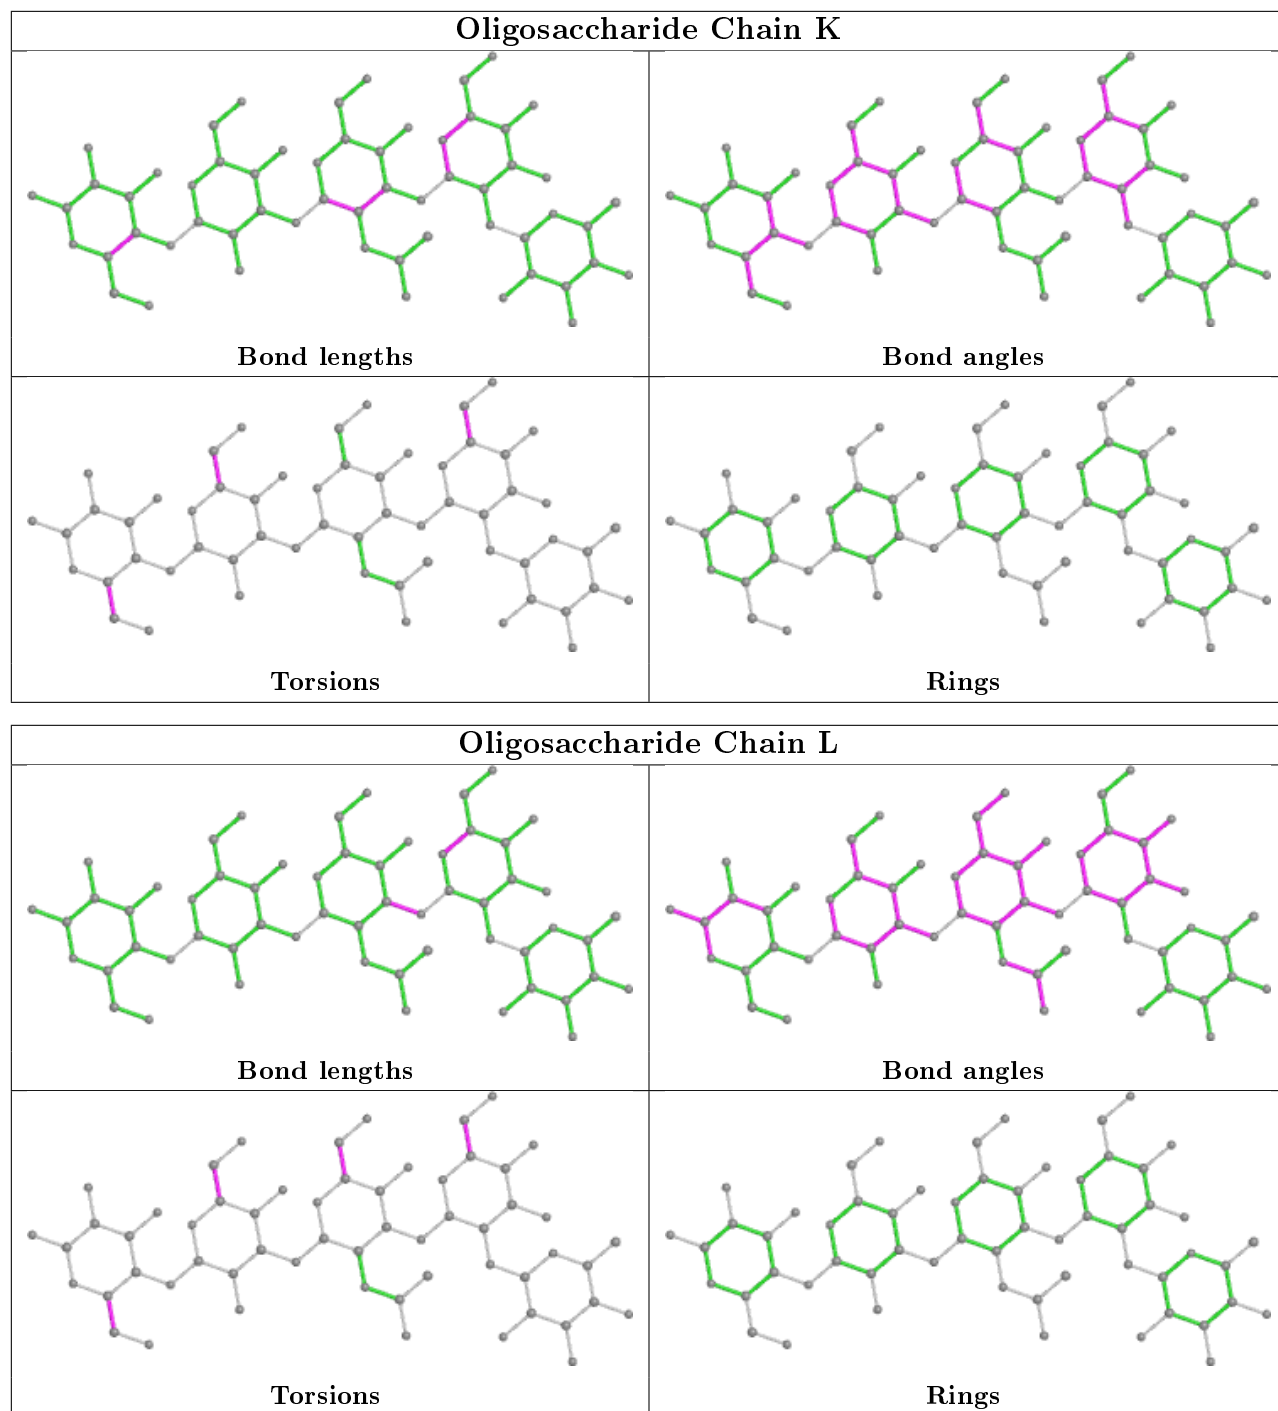 Oligosaccharide Chain K
Bond lengths
Bond angles
Torsions
Rings
Oligosaccharide Chain L
Bond lengths
Bond angles
Torsions
Rings